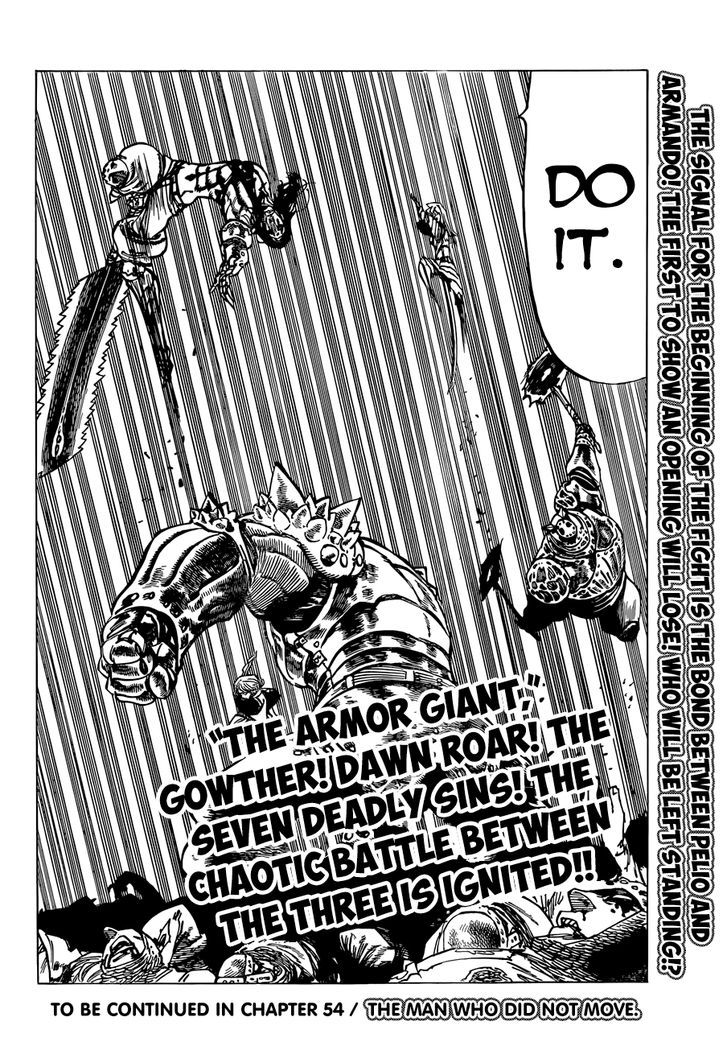 DO
IT.
THE SIGNAL FOR THE BEGINNING OF THE FIGHT IS THE BOND BETWEEN PELIO AND
ARMANDO! THE FIRST TO SHOW AN OPENING WILL LOSE! WHO WILL BE LEFT STANDING!?
"THE ARMOR GIANT,"
GOWTHER! DAWN ROAR! THE
SEVEN DEADLY SINS! THE
CHAOTIC BATTLE BETWEEN
THE THREE IS IGNITED!!
TO BE CONTINUED IN CHAPTER 54 / THE MAN WHO DID NOT MOVE.